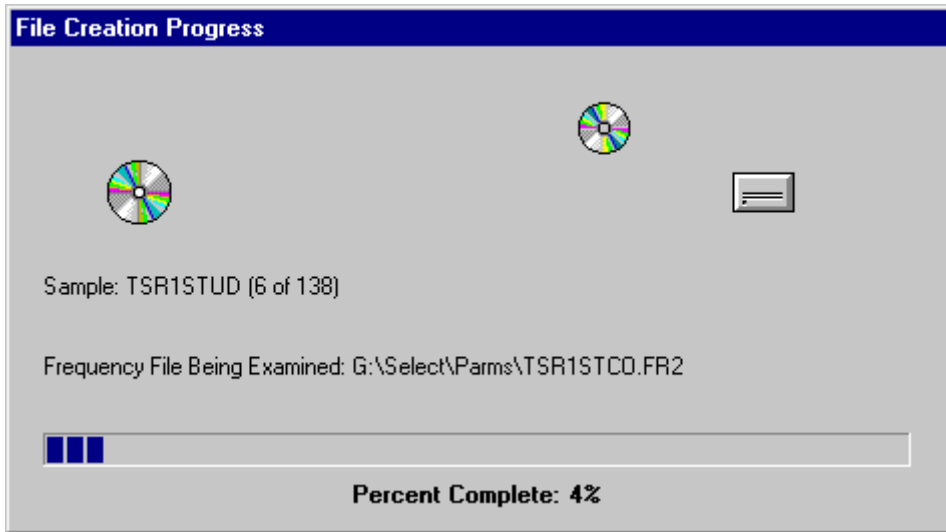 File Creation Progress
Sample: TSR1STUD (6 of 138)
Frequency File Being Examined: G:\Select\Parms\TSR1STCO.FR2
Percent Complete: 4%